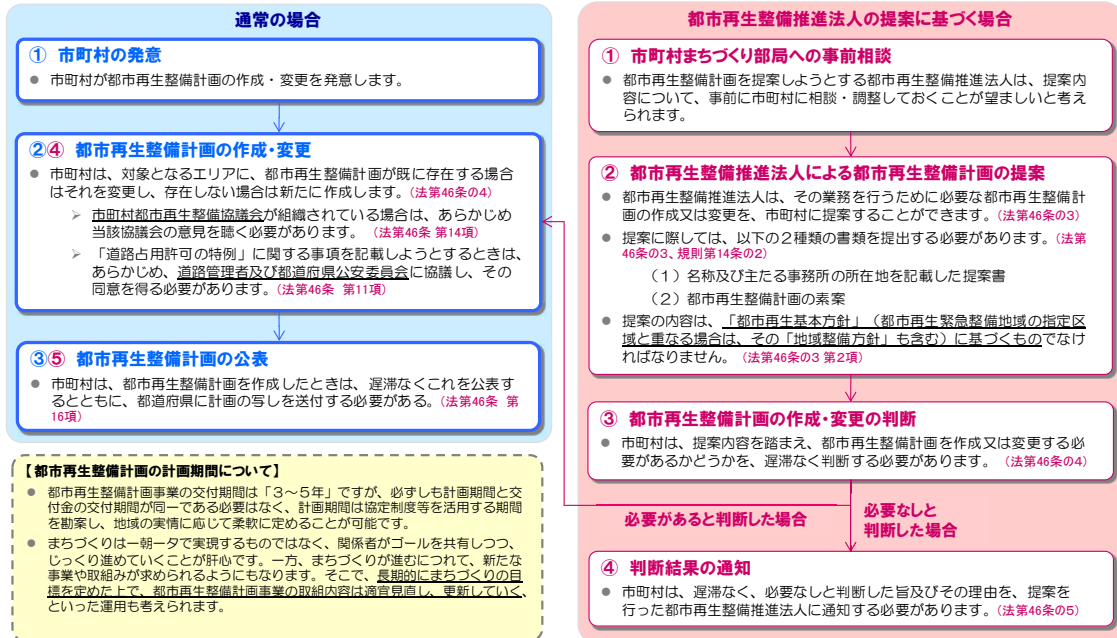 通常の場合
① 市町村の発意
● 市町村が都市再生整備計画の作成・変更を発意します。
②④ 都市再生整備計画の作成・変更
● 市町村は、対象となるエリアに、都市再生整備計画が既に存在する場合
はそれを変更し、存在しない場合は新たに作成します。(法第46条の4)
➢ 市町村都市再生整備協議会が組織されている場合は、あらかじめ
当該協議会の意見を聴く必要があります。 (法第46条 第14項)
➢ 「道路占用許可の特例」に関する事項を記載しようとするときは、
あらかじめ、道路管理者及び都道府県公安委員会に協議し、その
同意を得る必要があります。(法第46条 第11項)
③⑤ 都市再生整備計画の公表
● 市町村は、都市再生整備計画を作成したときは、遅滞なくこれを公表す
るとともに、都道府県に計画の写しを送付する必要がある。(法第46条 第
16項)
【都市再生整備計画の計画期間について】
● 都市再生整備計画事業の交付期間は「3～5年」ですが、必ずしも計画期間と交
付金の交付期間が同一である必要はなく、計画期間は協定制度等を活用する期間
を勘案し、地域の実情に応じて柔軟に定めることが可能です。
● まちづくりは一朝一夕で実現するものではなく、関係者がゴールを共有しつつ、
じっくり進めていくことが肝心です。一方、まちづくりが進むにつれて、新たな
事業や取組みが求められるようにもなります。そこで、長期的にまちづくりの目
標を定めた上で、都市再生整備計画事業の取組内容は適宜見直し、更新していく、
といった運用も考えられます。
都市再生整備推進法人の提案に基づく場合
① 市町村まちづくり部局への事前相談
● 都市再生整備計画を提案しようとする都市再生整備推進法人は、提案内
容について、事前に市町村に相談・調整しておくことが望ましいと考え
られます。
② 都市再生整備推進法人による都市再生整備計画の提案
● 都市再生整備推進法人は、その業務を行うために必要な都市再生整備計
画の作成又は変更を、市町村に提案することができます。(法第46条の3)
● 提案に際しては、以下の2種類の書類を提出する必要があります。(法第
46条の3、規則第14条の2)
(1)名称及び主たる事務所の所在地を記載した提案書
(2)都市再生整備計画の素案
● 提案の内容は、「都市再生基本方針」(都市再生緊急整備地域の指定区
域と重なる場合は、その「地域整備方針」も含む)に基づくものでなけ
ればなりません。 (法第46条の3 第2項)
③ 都市再生整備計画の作成・変更の判断
● 市町村は、提案内容を踏まえ、都市再生整備計画を作成又は変更する必
要があるかどうかを、遅滞なく判断する必要があります。 (法第46条の4)
必要があると判断した場合
必要なしと
判断した場合
④ 判断結果の通知
● 市町村は、遅滞なく、必要なしと判断した旨及びその理由を、提案を
行った都市再生整備推進法人に通知する必要があります。(法第46条の5)